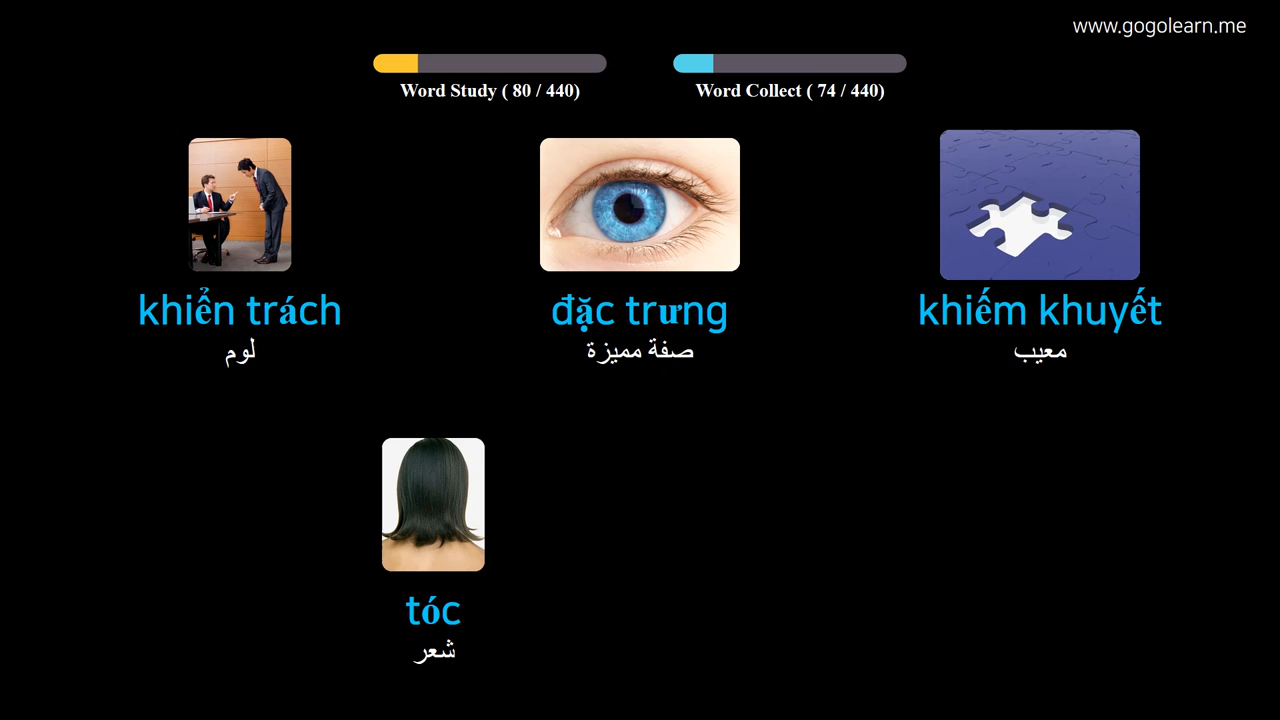 www.gogolearn.me
Word Study ( 80 / 440)
Word Collect ( 74 / 440)
khiển trách
đặc trưng
khiếm khuyết
لوم
صفة مميزة
معيب
tóc
شعر